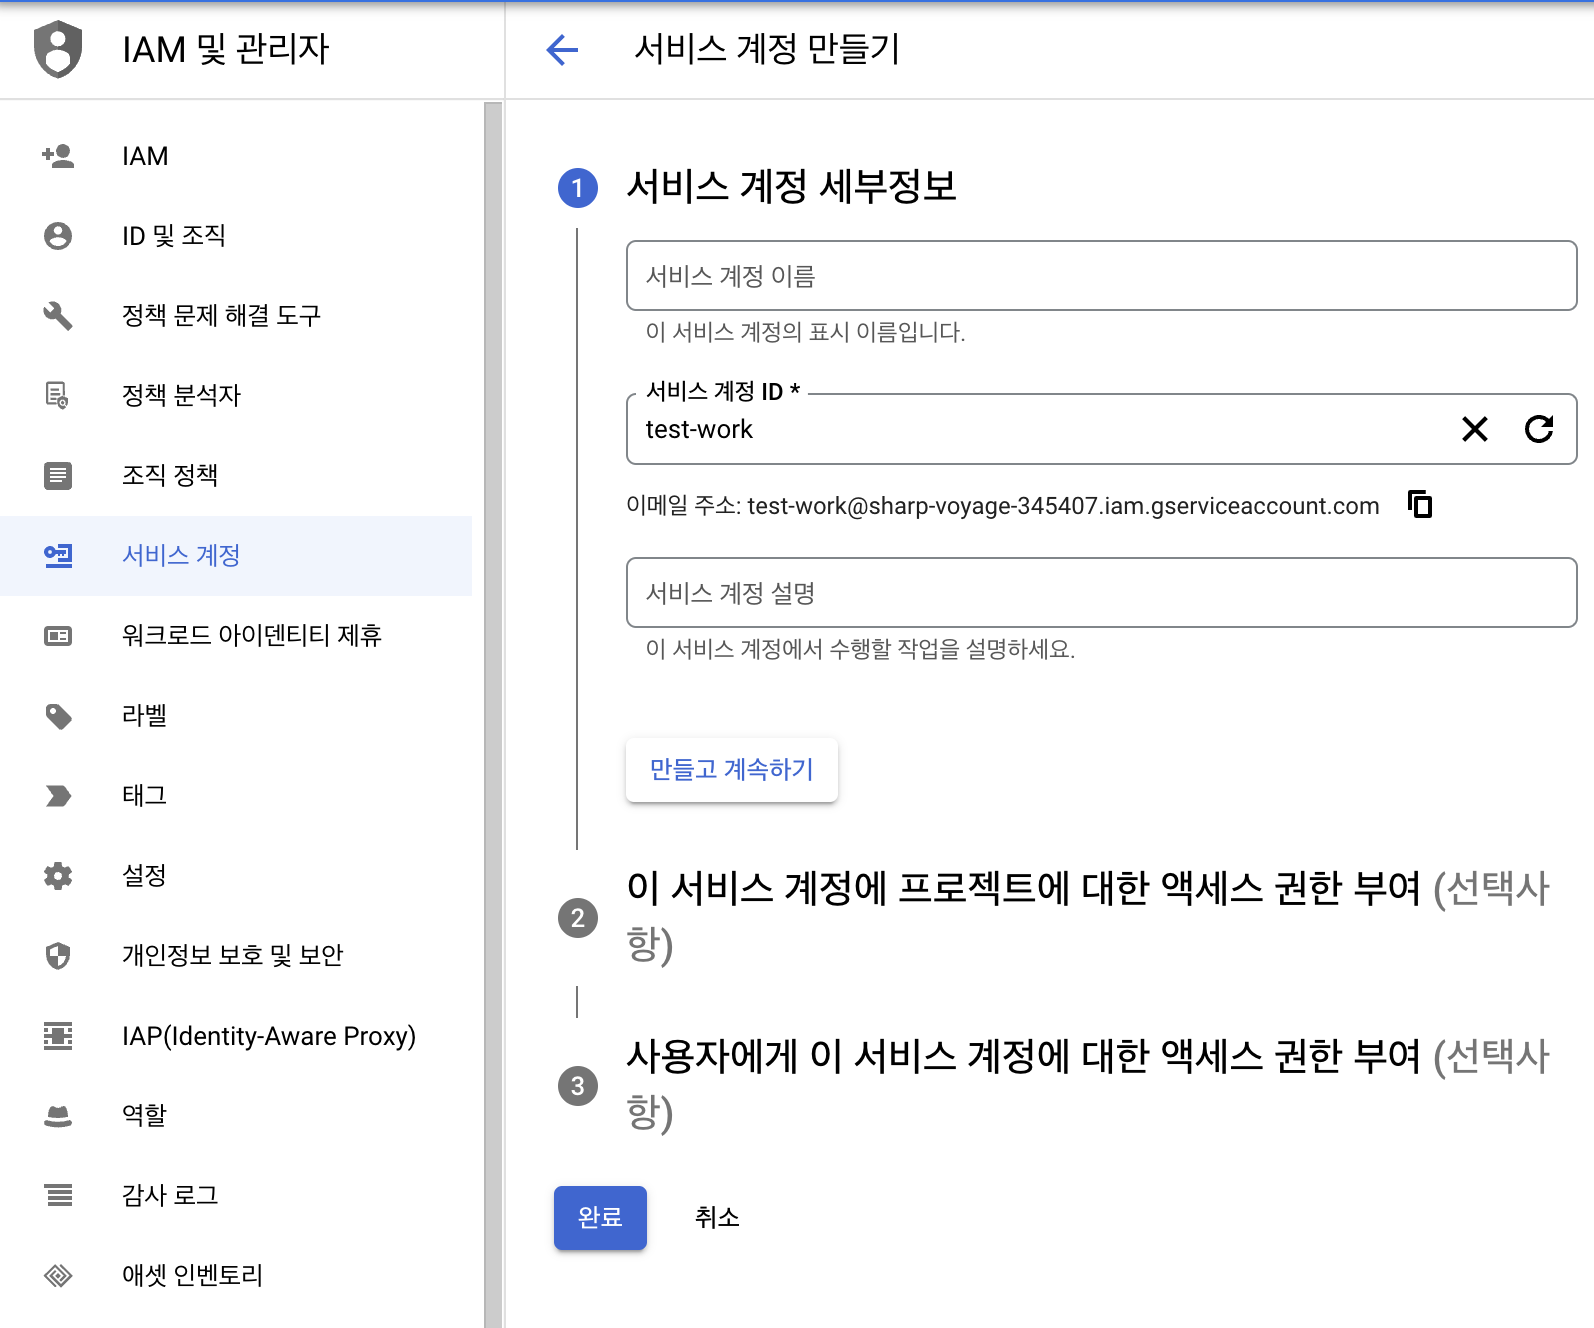 IAM 및 관리자
IAM
ID 및 조직
정책 문제 해결 도구
정책 분석자
조직 정책
서비스 계정
워크로드 아이덴티티 제휴
라벨
태그
설정
개인정보 보호 및 보안
IAP(Identity-Aware Proxy)
역할
감사 로그
애셋 인벤토리
서비스 계정 만들기
1 서비스 계정 세부정보
서비스 계정 이름
이 서비스 계정의 표시 이름입니다.
서비스 계정 ID *
test-work
이메일 주소: test-work@sharp-voyage-345407.iam.gserviceaccount.com
서비스 계정 설명
이 서비스 계정에서 수행할 작업을 설명하세요.
만들고 계속하기
2 이 서비스 계정에 프로젝트에 대한 액세스 권한 부여 (선택사
항)
3 사용자에게 이 서비스 계정에 대한 액세스 권한 부여 (선택사
항)
완료 취소